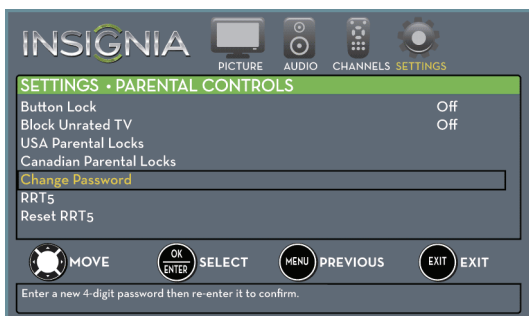 INSIGNIA
PICTURE AUDIO CHANNELS SETTINGS
SETTINGS • PARENTAL CONTROLS
Button Lock Off
Block Unrated TV Off
USA Parental Locks
Canadian Parental Locks
Change Password
RRT5
Reset RRT5
MOVE OK ENTER SELECT MENU PREVIOUS EXIT EXIT
Enter a new 4-digit password then re-enter it to confirm.